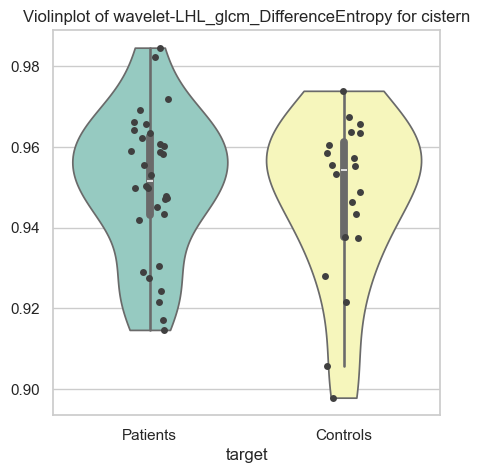 Violinplot of wavelet-LHL_glcm_DifferenceEntropy for cistern
0.98
0.96
0.94
0.92
0.90
Patients
Controls
target